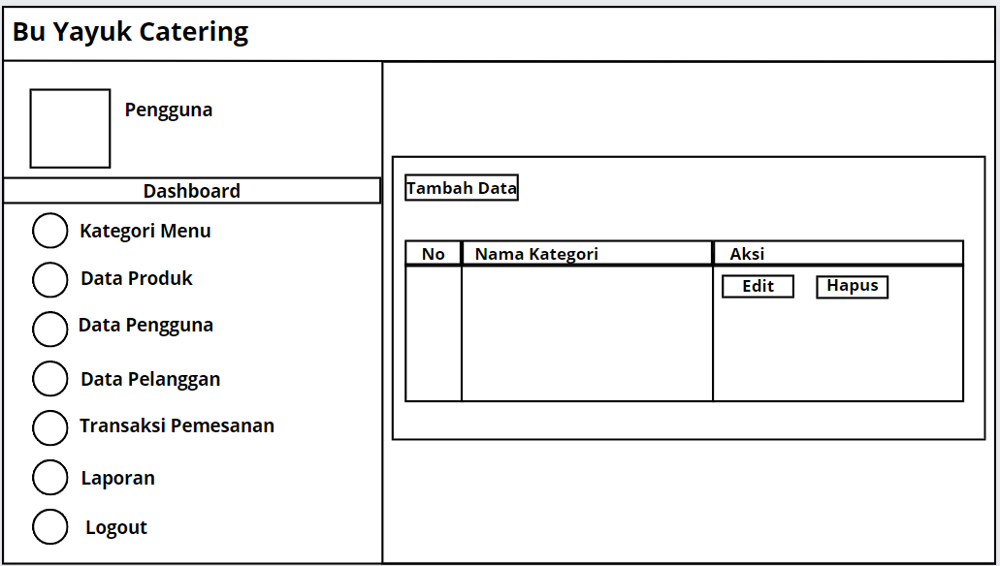 Bu Yayuk Catering
Pengguna
Dashboard
Kategori Menu
Data Produk
Data Pengguna
Data Pelanggan
Transaksi Pemesanan
Laporan
Logout
Tambah Data
No Nama Kategori Aksi
Edit Hapus